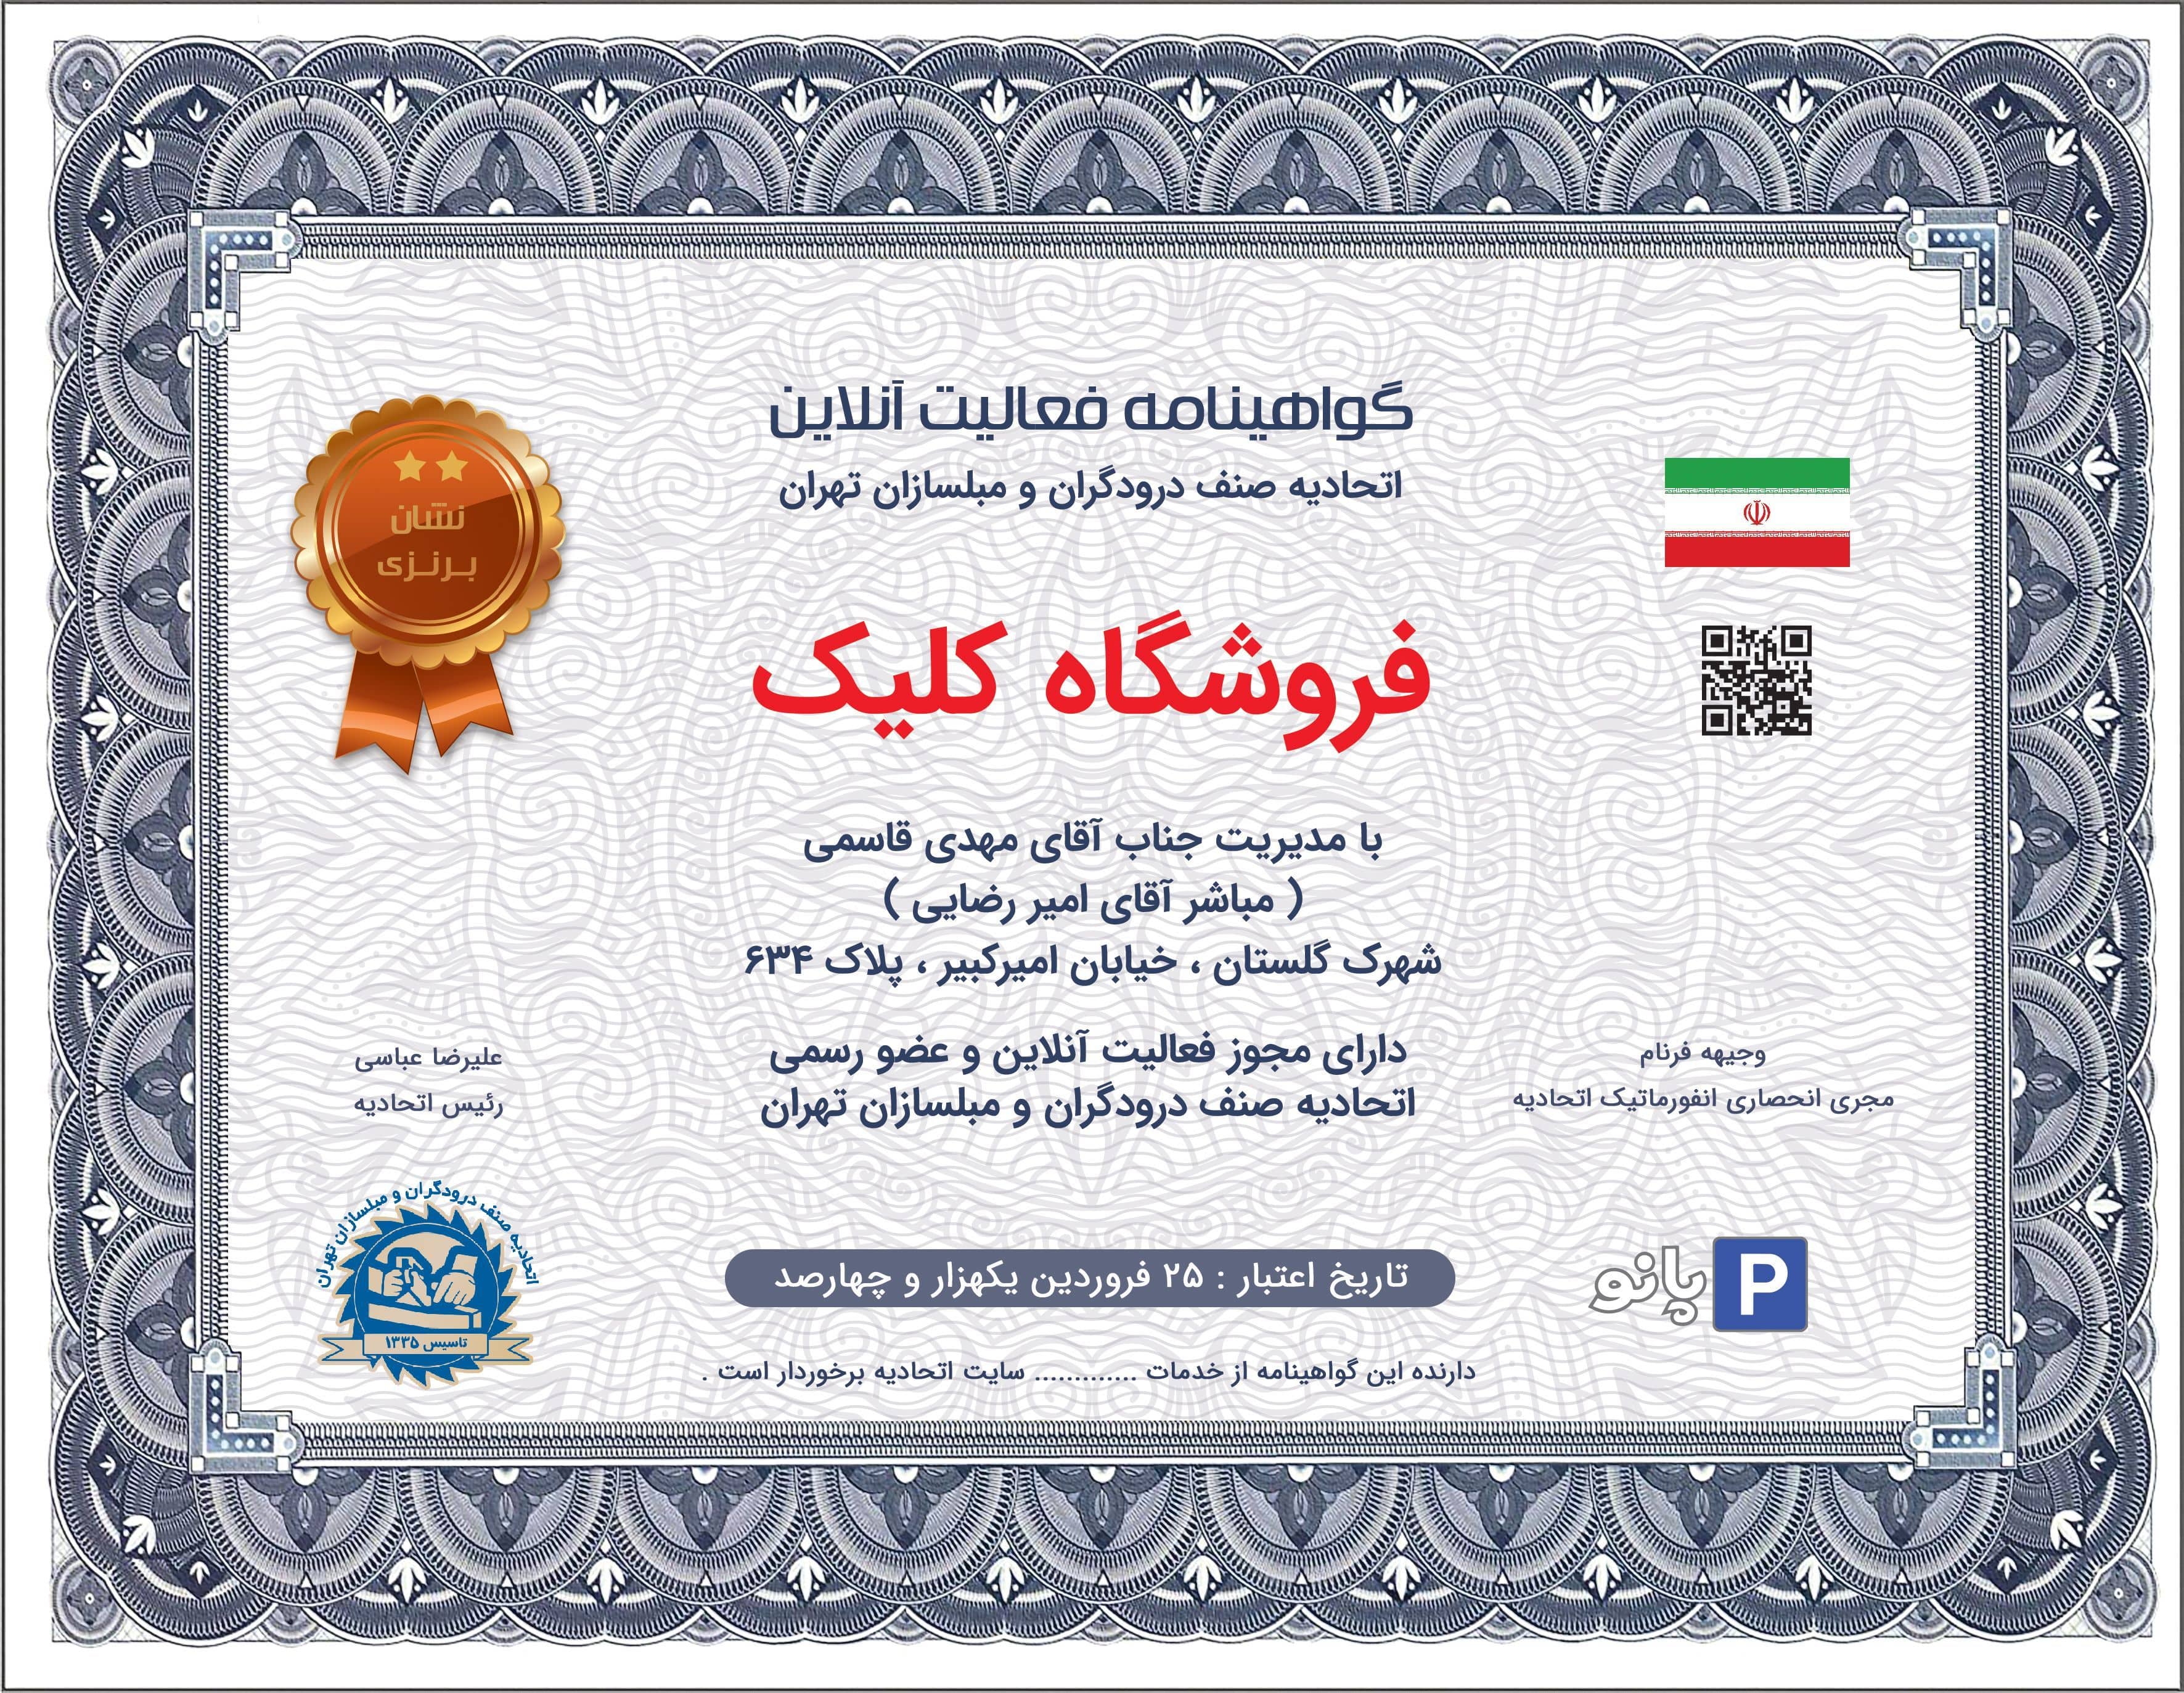 گواهینامه فعالیت آنلاین
اتحادیه صنف درودگران و مبلسازان تهران
نشان
برنزی
فروشگاه کلیک
با مدیریت جناب آقای مهدی قاسمی
( مباشر آقای امیر رضایی )
شهرک گلستان ، خیابان امیرکبیر ، پلاک ۶۳۴
دارای مجوز فعالیت آنلاین و عضو رسمی
اتحادیه صنف درودگران و مبلسازان تهران
وجیهه فرنام
مجری انحصاری انفورماتیک اتحادیه
علیرضا عباسی
رئیس اتحادیه
P پانو
تاریخ اعتبار : ۲۵ فروردین یکهزار و چهارصد
اتحادیه صنف درودگران و مبلسازان تهران
تاسیس ۱۳۳۵
دارنده این گواهینامه از خدمات ............. سایت اتحادیه برخوردار است .